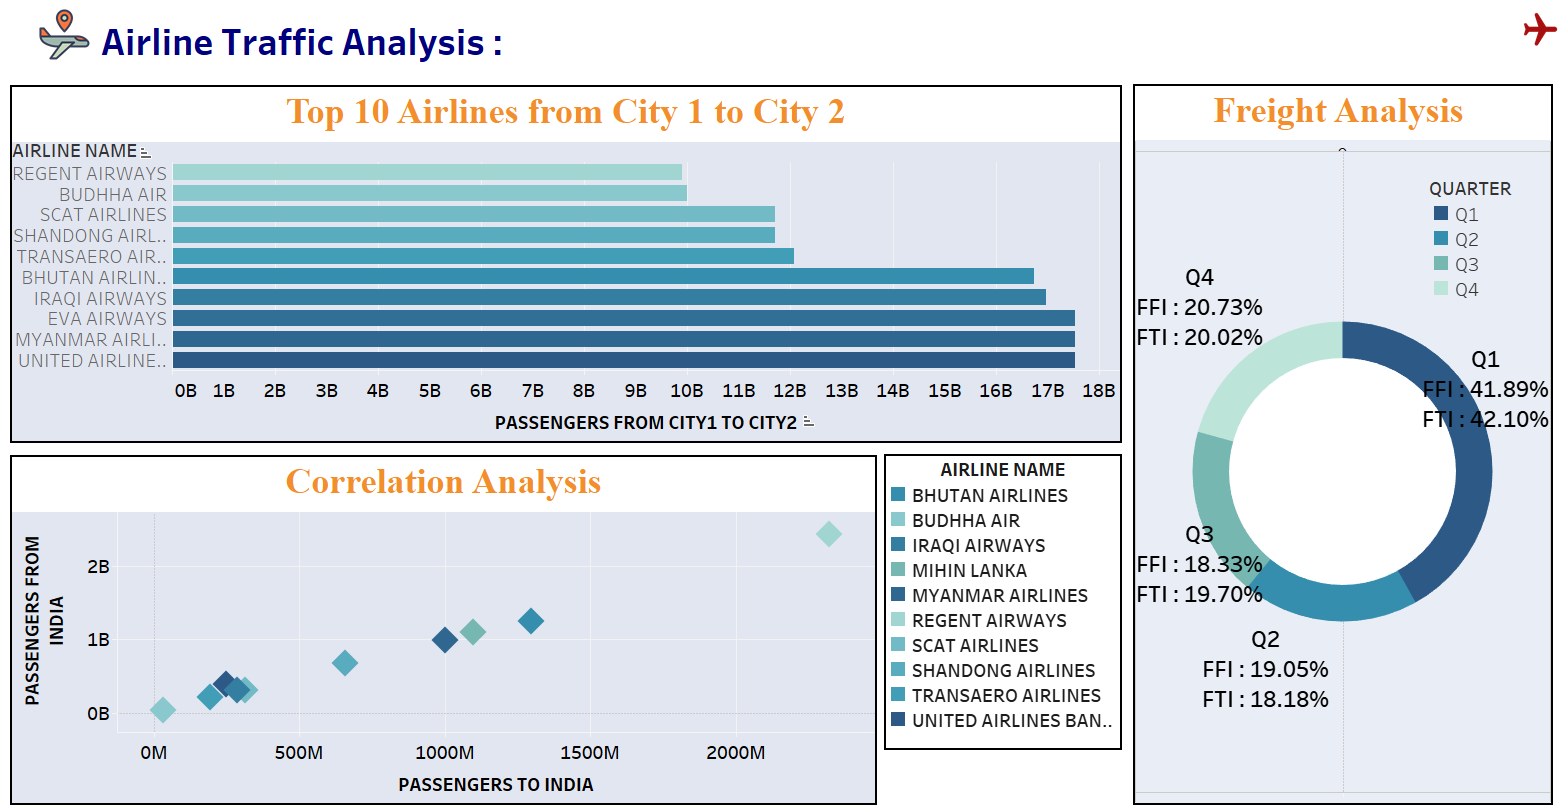 Airline Traffic Analysis :
Top 10 Airlines from City 1 to City 2
AIRLINE NAME
REGENT AIRWAYS
BUDHHA AIR
SCAT AIRLINES
SHANDONG AIRL..
TRANSAERO AIR..
BHUTAN AIRLIN..
IRAQI AIRWAYS
EVA AIRWAYS
MYANMAR AIRLI..
UNITED AIRLINE..
0B 1B 2B 3B 4B 5B 6B 7B 8B 9B 10B 11B 12B 13B 14B 15B 16B 17B 18B
PASSENGERS FROM CITY1 TO CITY2
Correlation Analysis
PASSENGERS FROM
INDIA
2B
1B
0B
0M 500M 1000M 1500M 2000M
PASSENGERS TO INDIA
AIRLINE NAME
BHUTAN AIRLINES
BUDHHA AIR
IRAQI AIRWAYS
MIHIN LANKA
MYANMAR AIRLINES
REGENT AIRWAYS
SCAT AIRLINES
SHANDONG AIRLINES
TRANSAERO AIRLINES
UNITED AIRLINES BAN..
Freight Analysis
QUARTER
Q1
Q2
Q3
Q4
Q4
FFI : 20.73%
FTI : 20.02%
Q1
FFI : 41.89%
FTI : 42.10%
Q3
FFI : 18.33%
FTI : 19.70%
Q2
FFI : 19.05%
FTI : 18.18%